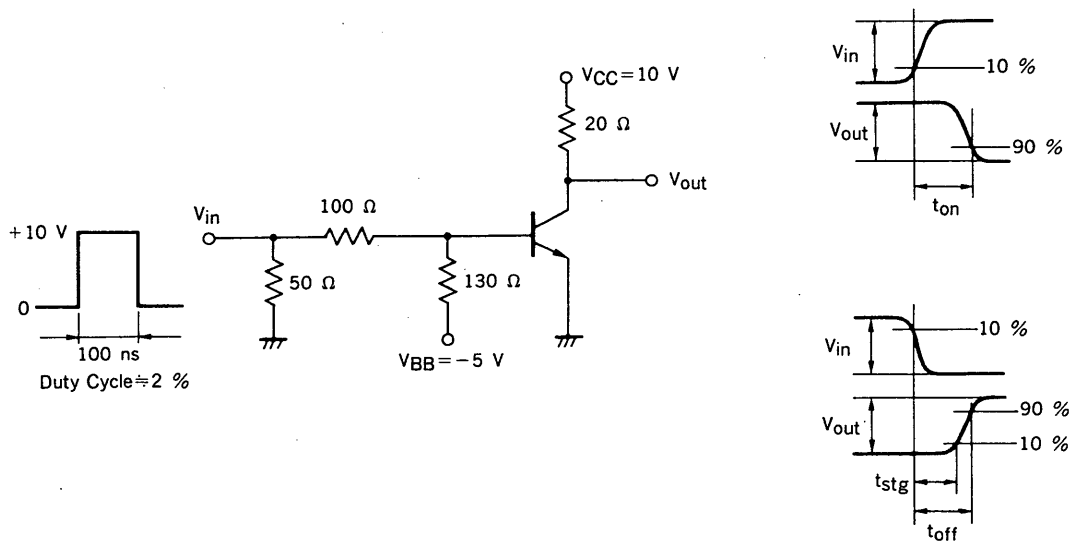 VCC=10 V
20 Ω
Vout
Vin
100 Ω
+10 V
50 Ω
130 Ω
0
100 ns
VBB=−5 V
Duty Cycle≒2 %
Vin
10 %
Vout
90 %
ton
10 %
Vin
90 %
Vout
10 %
tstg
toff